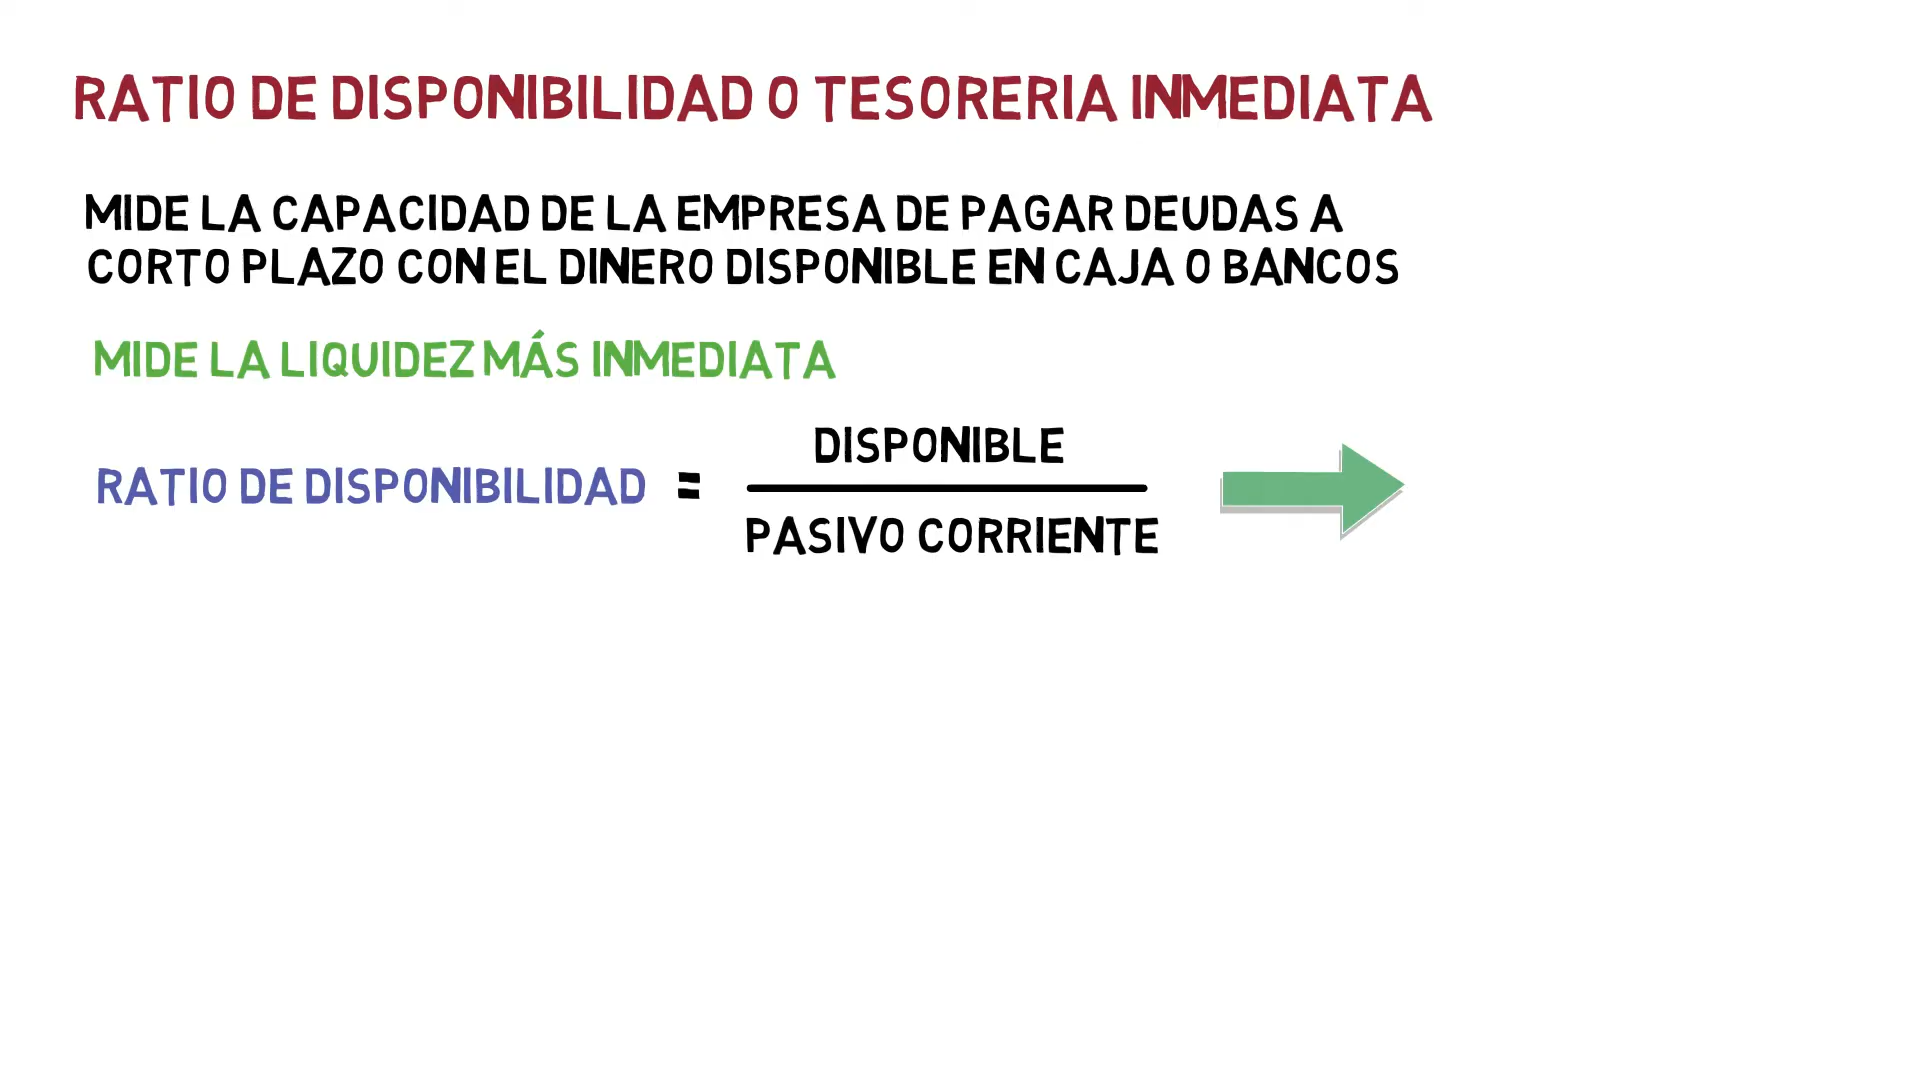 RATIO DE DISPONIBILIDAD O TESORERIA INMEDIATA
MIDE LA CAPACIDAD DE LA EMPRESA DE PAGAR DEUDAS A
CORTO PLAZO CON EL DINERO DISPONIBLE EN CAJA O BANCOS
MIDE LA LIQUIDEZ MÁS INMEDIATA
RATIO DE DISPONIBILIDAD =
DISPONIBLE
PASIVO CORRIENTE